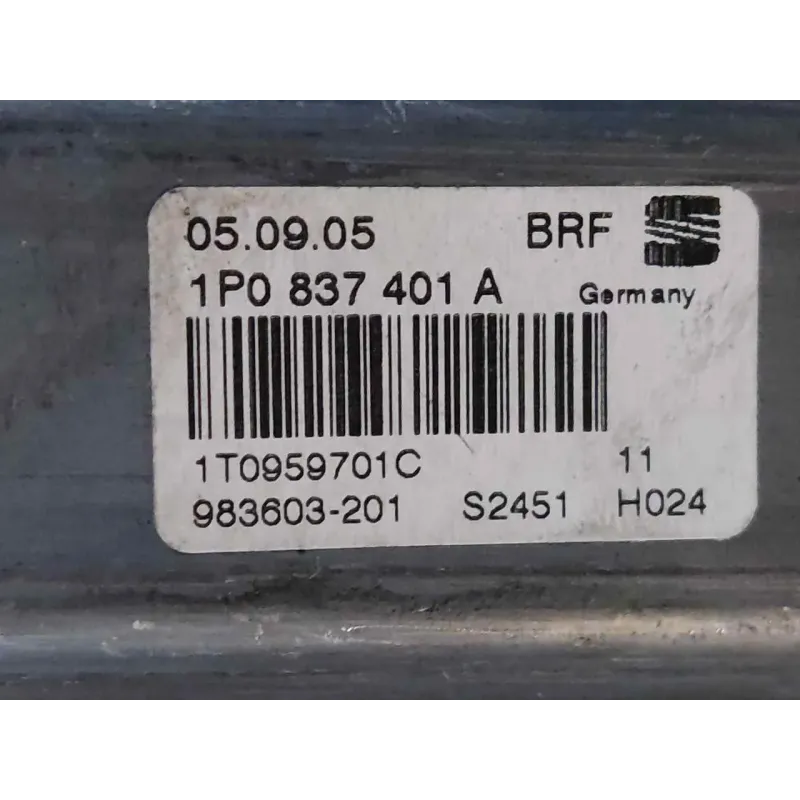 05.09.05 BRF
1P0 837 401 A Germany
1T0959701C 11
983603-201 S2451 H024